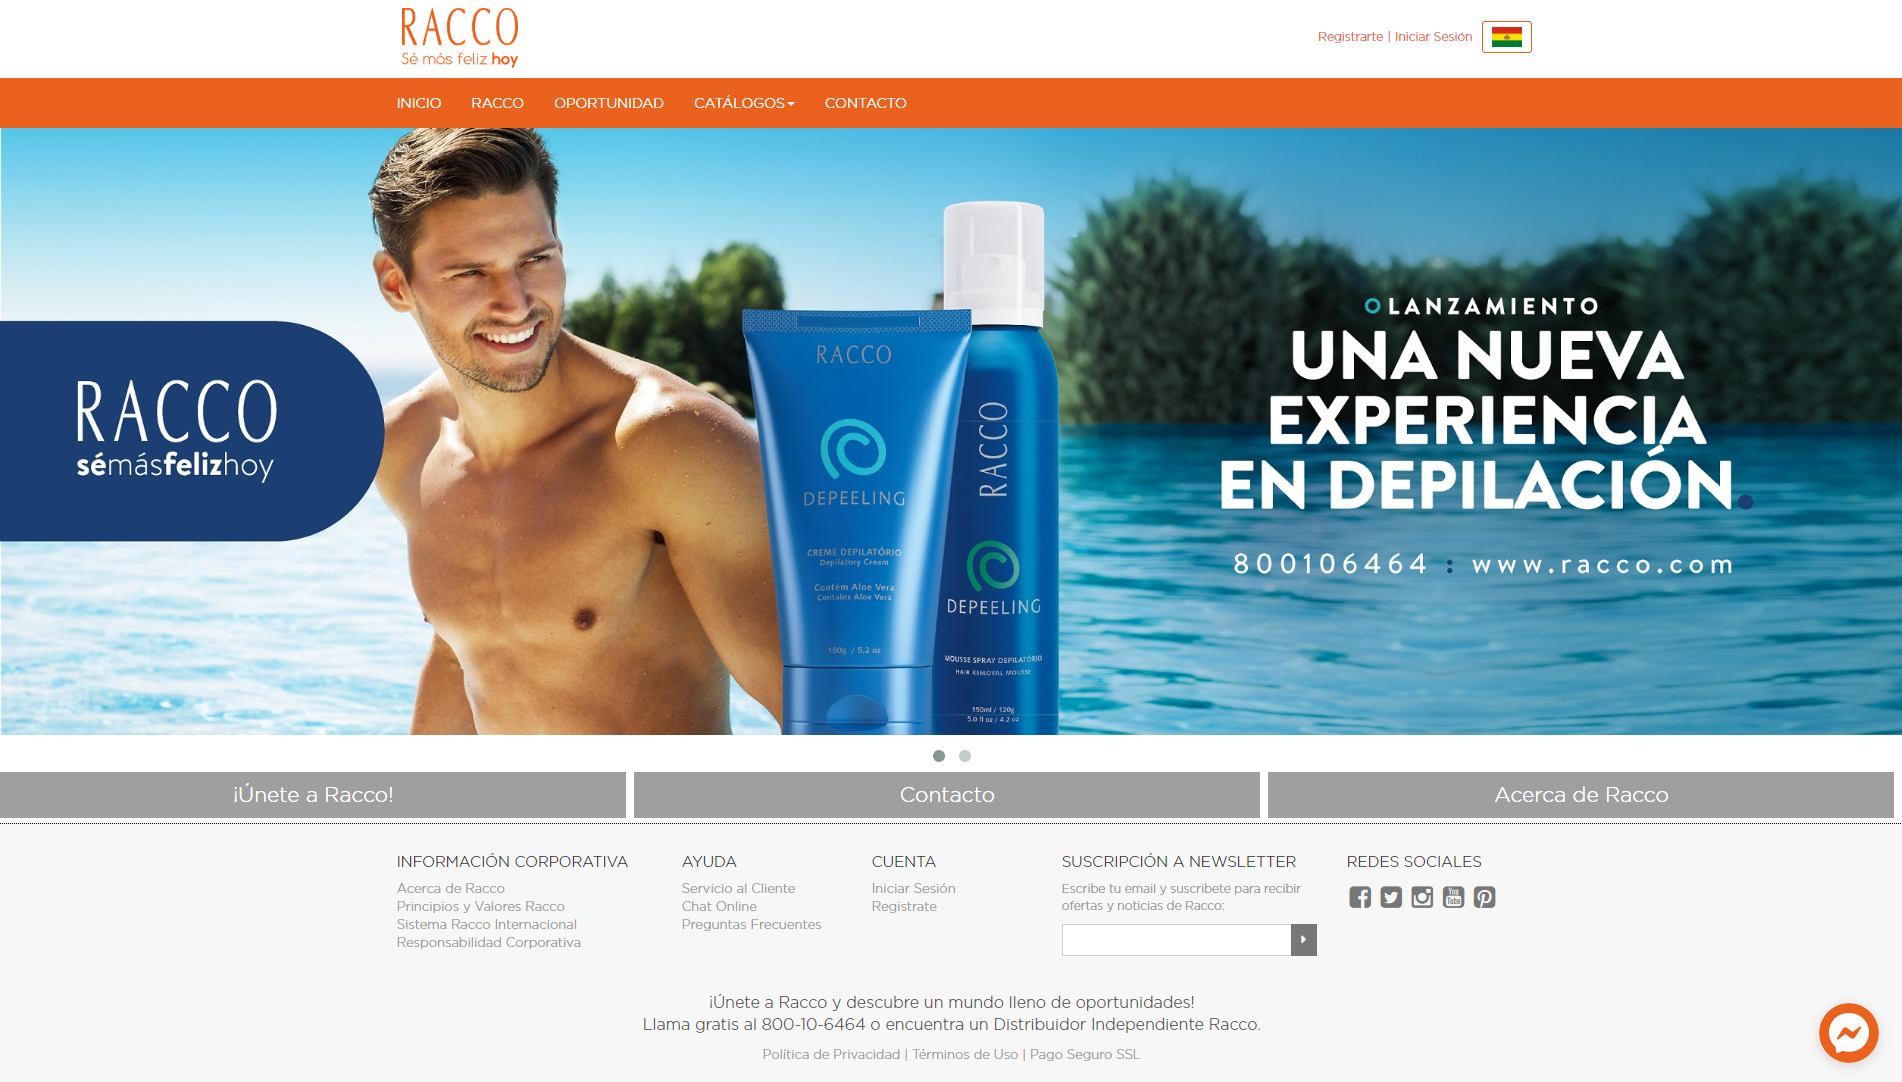 RACCO
Sé más feliz hoy
Registrarte | Iniciar Sesión
INICIO RACCO OPORTUNIDAD CATÁLOGOS CONTACTO
RACCO
sémásfelizhoy
RACCO
DEPEELING
CREME DEPILATÓRIO
Depilatory Cream
Contém Aloe Vera
Contains Aloe Vera
150g / 5,2 oz
RACCO
DEPEELING
MOUSSE SPRAY DEPILATÓRIO
HAIR REMOVAL MOUSSE
150ml / 120g
5.0 fl oz / 4.2 oz
LANZAMIENTO
UNA NUEVA
EXPERIENCIA
EN DEPILACIÓN.
800106464 : www.racco.com
¡Únete a Racco!
Contacto
Acerca de Racco
INFORMACIÓN CORPORATIVA
Acerca de Racco
Principios y Valores Racco
Sistema Racco Internacional
Responsabilidad Corporativa
AYUDA
Servicio al Cliente
Chat Online
Preguntas Frecuentes
CUENTA
Iniciar Sesión
Registrate
SUSCRIPCIÓN A NEWSLETTER
Escribe tu email y suscríbete para recibir
ofertas y noticias de Racco:
REDES SOCIALES
You
Tube
¡Únete a Racco y descubre un mundo lleno de oportunidades!
Llama gratis al 800-10-6464 o encuentra un Distribuidor Independiente Racco.
Política de Privacidad | Términos de Uso | Pago Seguro SSL